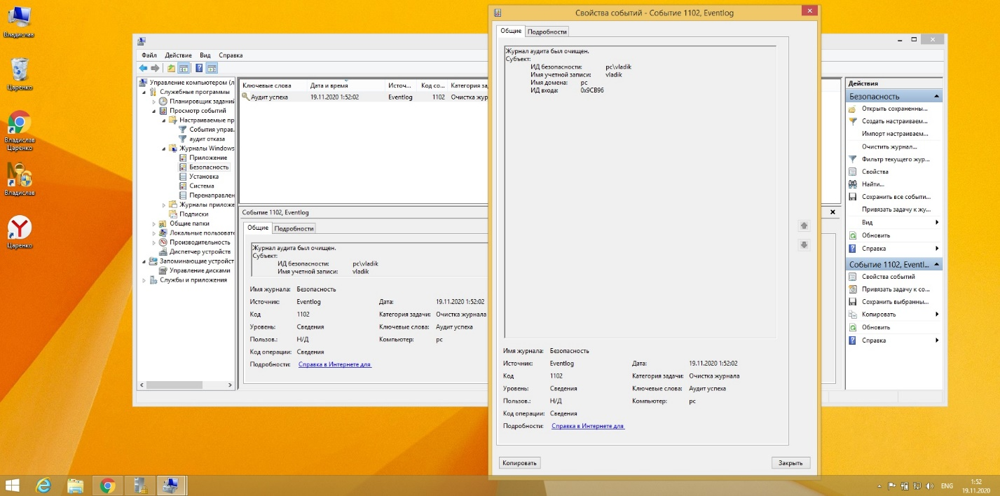 Владислав
Царенко
Владислав
Царенко
Владислав
Царенко
Файл Действие Вид Справка
Управление компьютером (л
Служебные программы
Планировщик заданий
Просмотр событий
Настраиваемые пр
События управ.
аудит отказа
Журналы Windows
Приложение
Безопасность
Установка
Система
Перенаправлен
Журналы приложе
Подписки
Общие папки
Локальные пользовате
Производительность
Диспетчер устройств
Запоминающие устройст
Управление дисками
Службы и приложения
Ключевые слова Дата и время Источ... Код со... Категория за
Аудит успеха 19.11.2020 1:52:02 Eventlog 1102 Очистка жур
Событие 1102, Eventlog
Общие Подробности
Журнал аудита был очищен.
Субъект:
ИД безопасности: pc\vladik
Имя учетной записи: vladik
Имя журнала: Безопасность
Источник: Eventlog Дата: 19.11.2020 1:52:02
Код 1102 Категория задачи: Очистка журнала
Уровень: Сведения Ключевые слова: Аудит успеха
Пользов.: Н/Д Компьютер: pc
Код операции: Сведения
Подробности: Справка в Интернете для
Свойства событий - Событие 1102, Eventlog
Общие Подробности
Журнал аудита был очищен.
Субъект:
ИД безопасности: pc\vladik
Имя учетной записи: vladik
Имя домена: pc
ИД входа: 0x9CB96
Имя журнала: Безопасность
Источник: Eventlog Дата: 19.11.2020 1:52:02
Код 1102 Категория задачи: Очистка журнала
Уровень: Сведения Ключевые слова: Аудит успеха
Пользов.: Н/Д Компьютер: pc
Код операции: Сведения
Подробности: Справка в Интернете для
Копировать Закрыть
Действия
Безопасность
Открыть сохраненны...
Создать настраиваем...
Импорт настраиваем...
Очистить журнал...
Фильтр текущего жур...
Свойства
Найти...
Сохранить все событи...
Привязать задачу к жу...
Вид
Обновить
Справка
Событие 1102, Eventl...
Свойства событий
Привязать задачу к со...
Сохранить выбранны...
Копировать
Обновить
Справка
ENG
1:52
19.11.2020